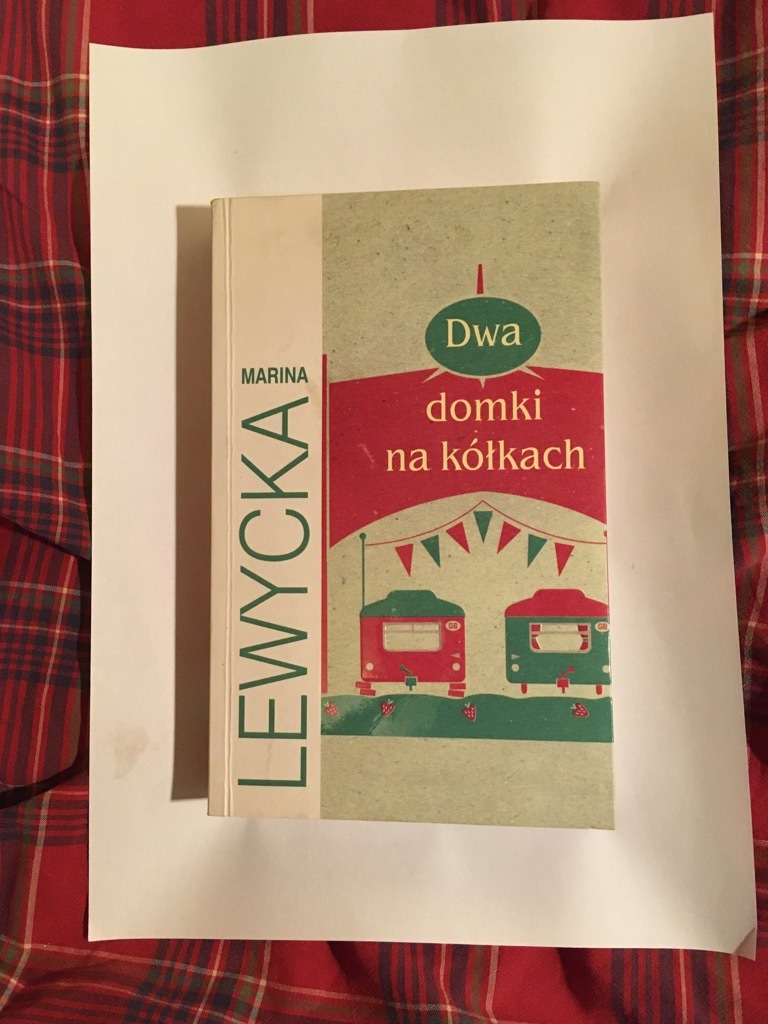 MARINA
LEWYCKA
Dwa
domki
na kółkach
GB
GB